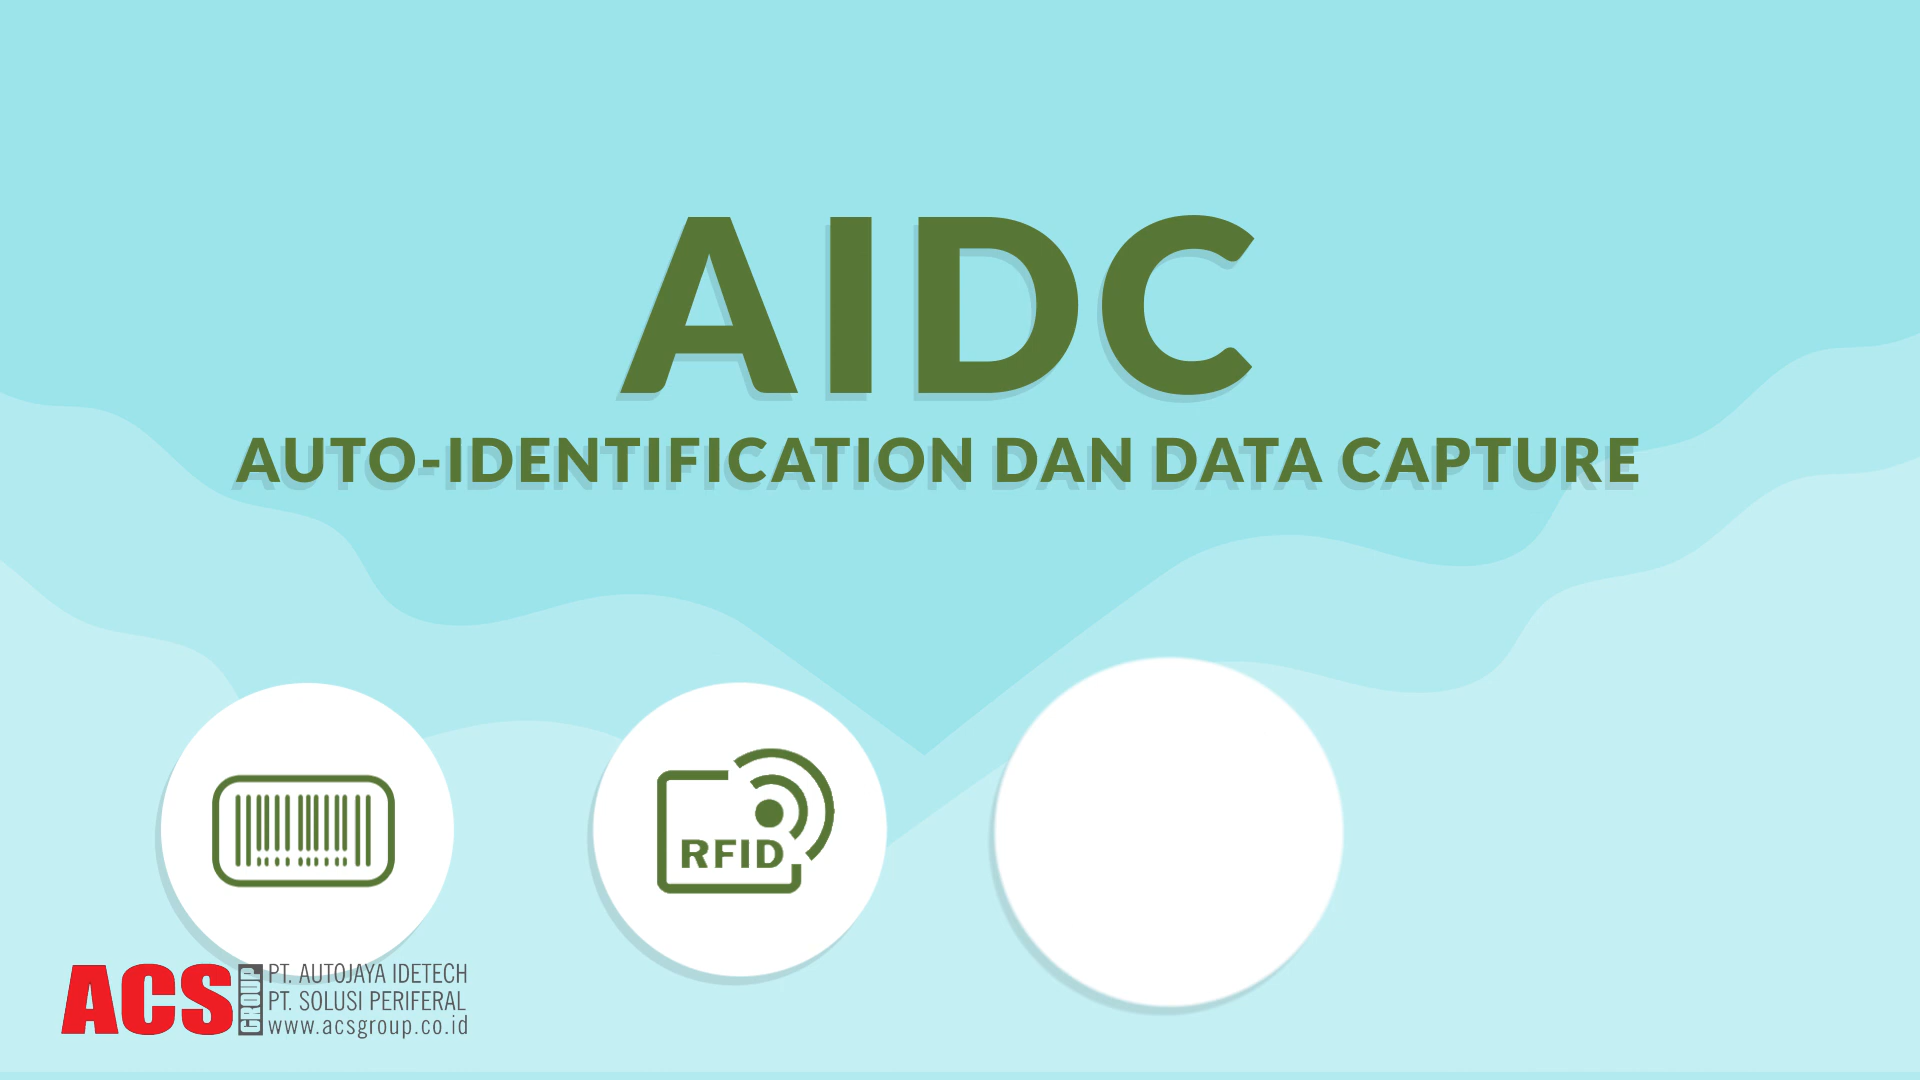 AIDC
AUTO-IDENTIFICATION DAN DATA CAPTURE
RFID
ACS GROUP
PT. AUTOJAYA IDETECH
PT. SOLUSI PERIFERAL
www.acsgroup.co.id